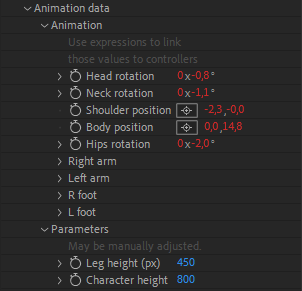 Animation data
Animation
Use expressions to link
those values to controllers
Head rotation 0x-0,8°
Neck rotation 0x-1,1°
Shoulder position -2,3,-0,0
Body position 0,0,14,8
Hips rotation 0x-2,0°
Right arm
Left arm
R foot
L foot
Parameters
May be manually adjusted.
Leg height (px) 450
Character height 800